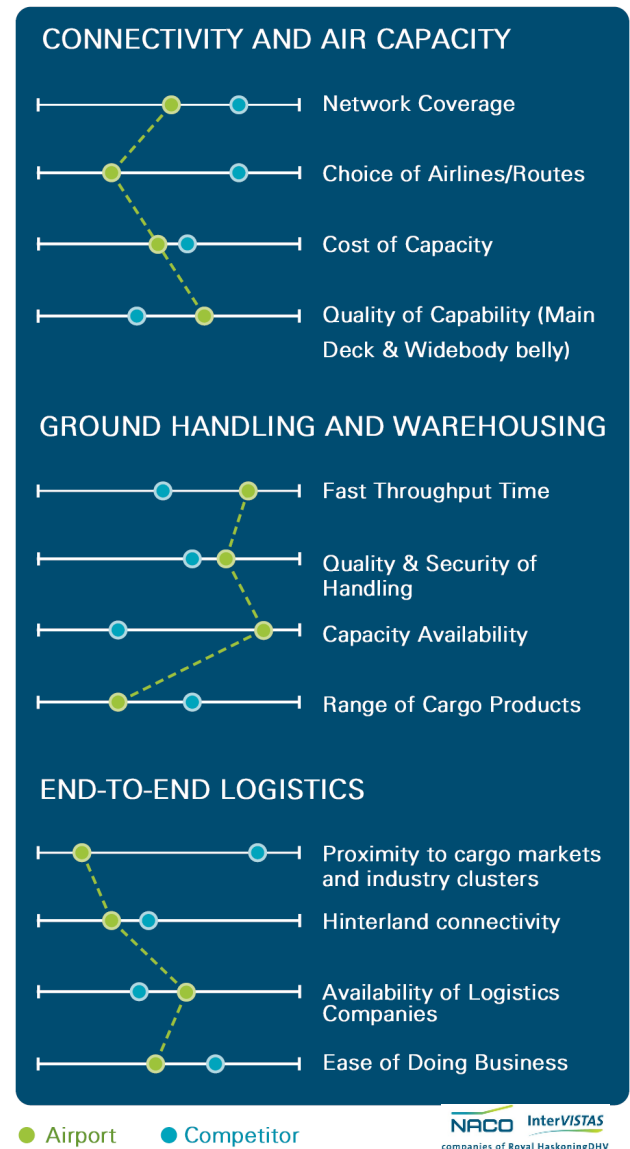 CONNECTIVITY AND AIR CAPACITY
Network Coverage
Choice of Airlines/Routes
Cost of Capacity
Quality of Capability (Main
Deck & Widebody belly)
GROUND HANDLING AND WAREHOUSING
Fast Throughput Time
Quality & Security of
Handling
Capacity Availability
Range of Cargo Products
END-TO-END LOGISTICS
Proximity to cargo markets
and industry clusters
Hinterland connectivity
Availability of Logistics
Companies
Ease of Doing Business
Airport
Competitor
NACO
InterVISTAS
companies of Royal HaskoningDHV